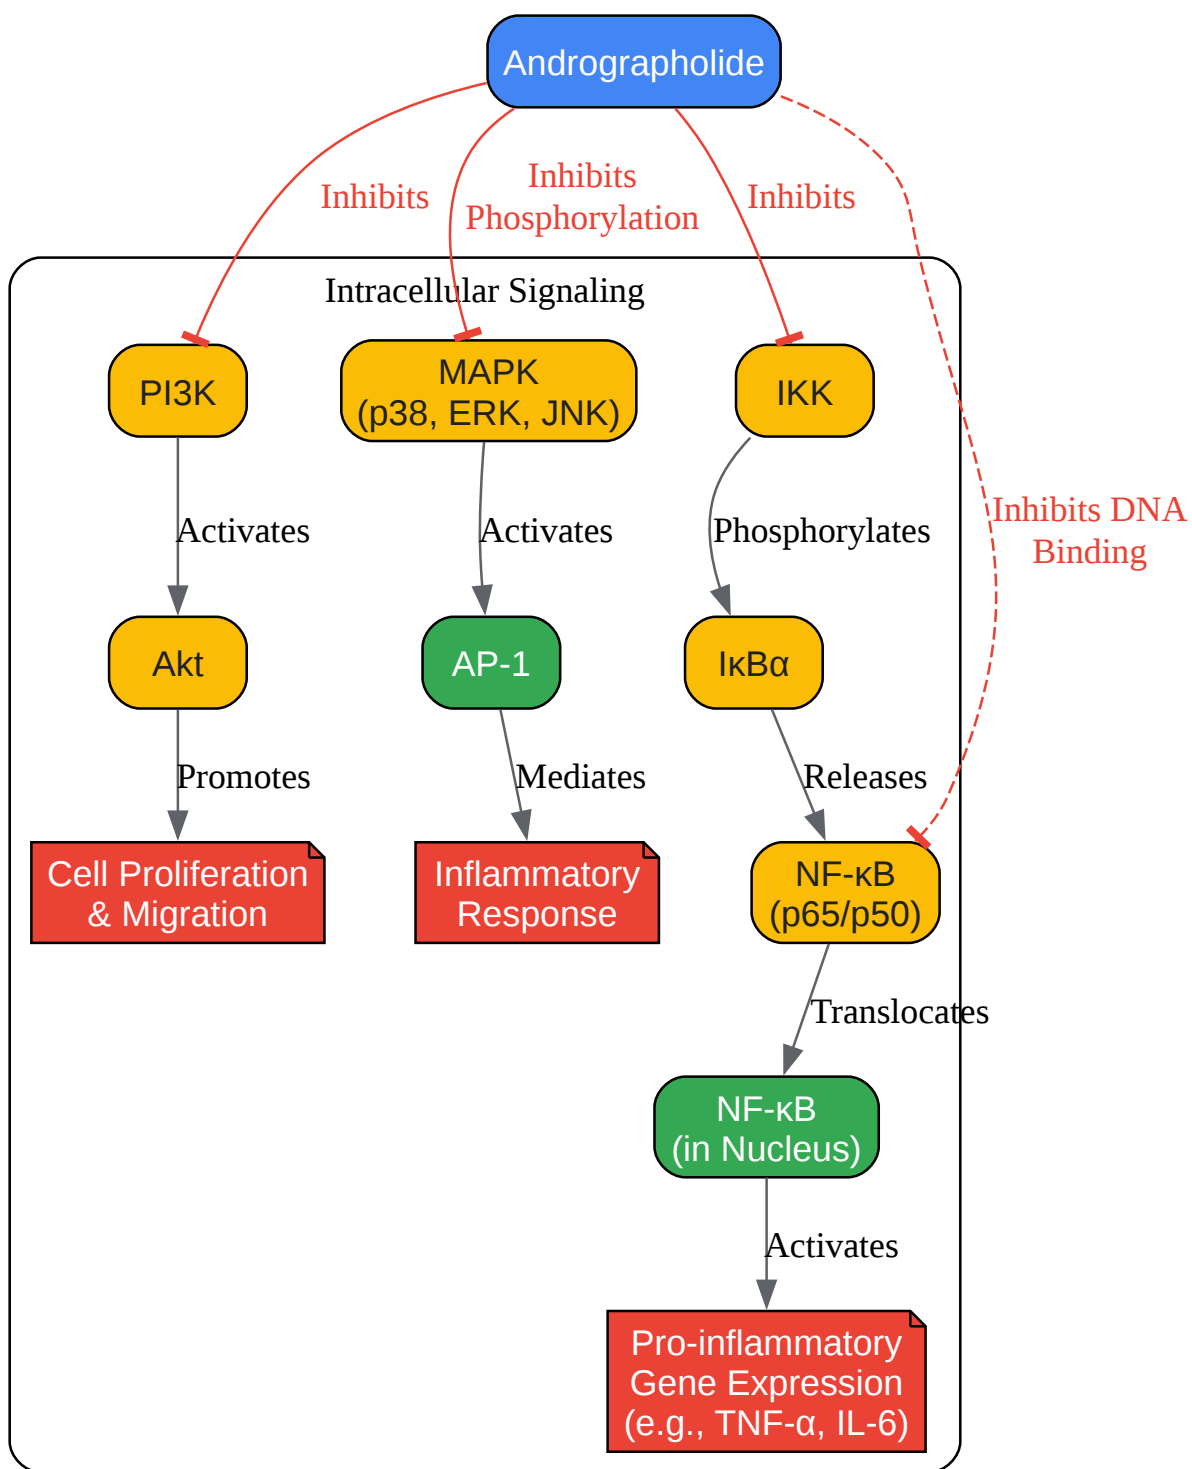 Andrographolide
Inhibits
Inhibits
Phosphorylation
Inhibits
Intracellular Signaling
PI3K
MAPK
(p38, ERK, JNK)
IKK
Inhibits DNA
Binding
Activates
Activates
Phosphorylates
Akt
AP-1
IκBα
Promotes
Mediates
Releases
Cell Proliferation
& Migration
Inflammatory
Response
NF-κB
(p65/p50)
Translocates
NF-κB
(in Nucleus)
Activates
Pro-inflammatory
Gene Expression
(e.g., TNF-α, IL-6)